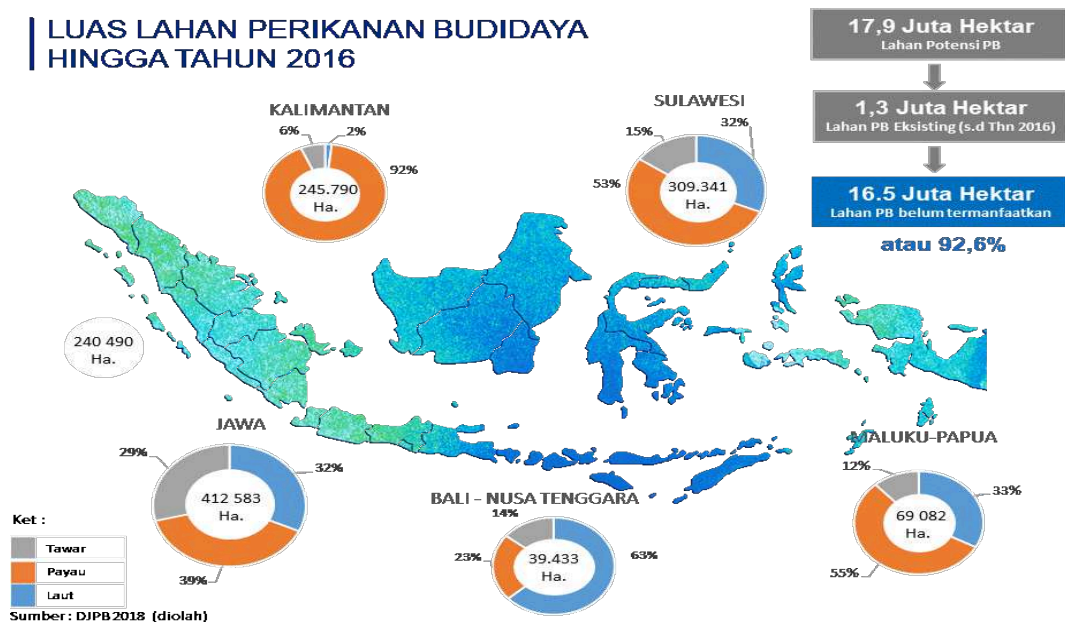 LUAS LAHAN PERIKANAN BUDIDAYA
HINGGA TAHUN 2016
17,9 Juta Hektar
Lahan Potensi PB
1,3 Juta Hektar
Lahan PB Eksisting (s.d Thn 2016)
16.5 Juta Hektar
Lahan PB belum termanfaatkan
atau 92,6%
KALIMANTAN
6%
2%
92%
245.790
Ha.
SULAWESI
15%
32%
53%
309.341
Ha.
240 490
Ha.
JAWA
29%
32%
412 583
Ha.
39%
BALI - NUSA TENGGARA
14%
23%
63%
39.433
Ha.
MALUKU-PAPUA
12%
33%
69 082
Ha.
55%
Ket :
Tawar
Payau
Laut
Sumber : DJPB 2018 (diolah)